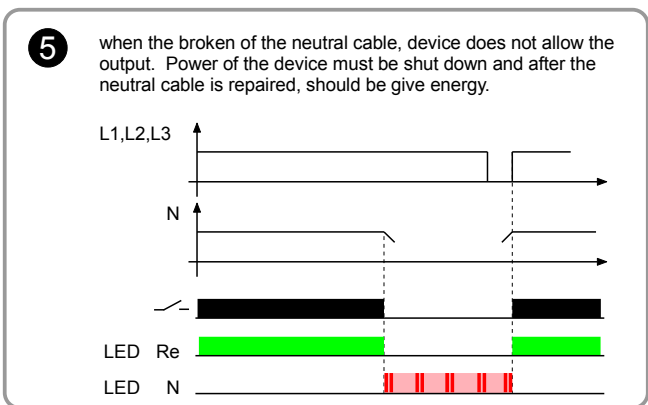 5
when the broken of the neutral cable, device does not allow the
output. Power of the device must be shut down and after the
neutral cable is repaired, should be give energy.
L1,L2,L3
N
LED Re
LED N